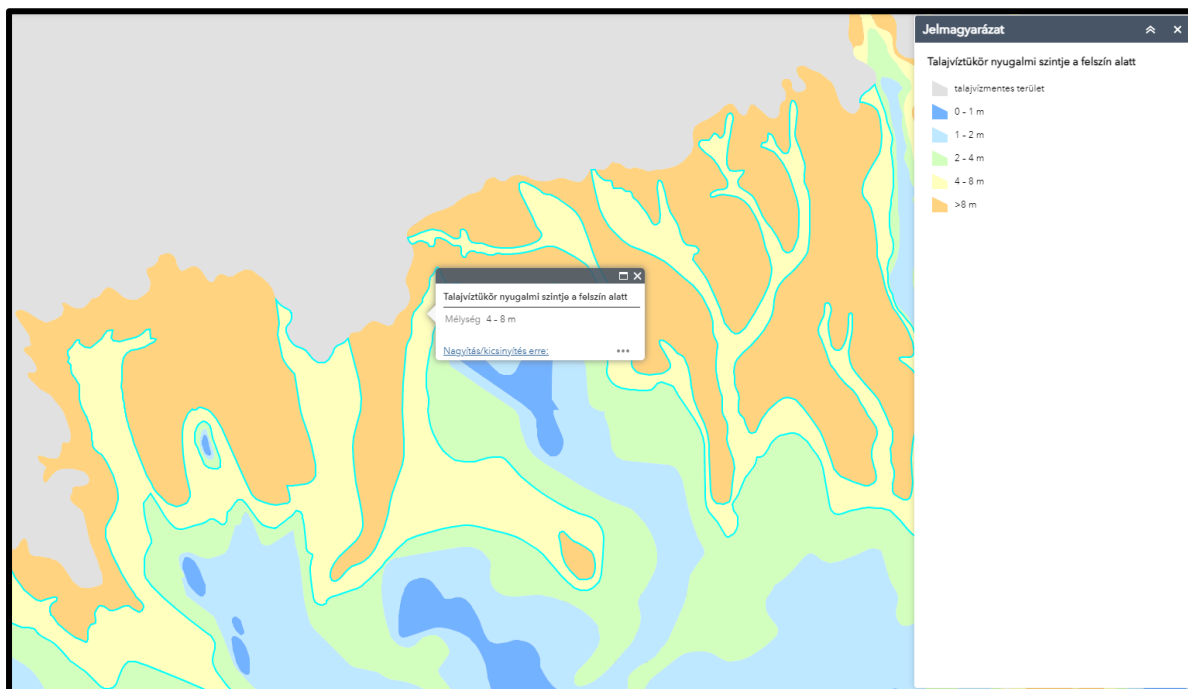 Jelmagyarázat
Talajvíztükör nyugalmi szintje a felszín alatt
talajvízmentes terület
0 - 1 m
1 - 2 m
2 - 4 m
4 - 8 m
>8 m
Talajvíztükör nyugalmi szintje a felszín alatt
Mélység 4 - 8 m
Nagyítás/kicsinyítés erre: